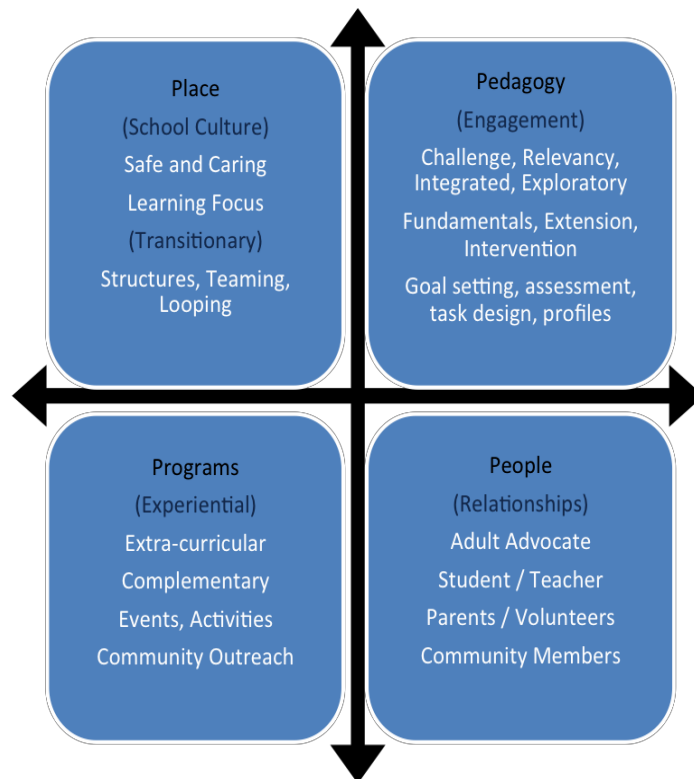 Place
(School Culture)
Safe and Caring
Learning Focus
(Transitionary)
Structures, Teaming,
Looping
Pedagogy
(Engagement)
Challenge, Relevancy,
Integrated, Exploratory
Fundamentals, Extension,
Intervention
Goal setting, assessment,
task design, profiles
Programs
(Experiential)
Extra-curricular
Complementary
Events, Activities
Community Outreach
People
(Relationships)
Adult Advocate
Student / Teacher
Parents / Volunteers
Community Members